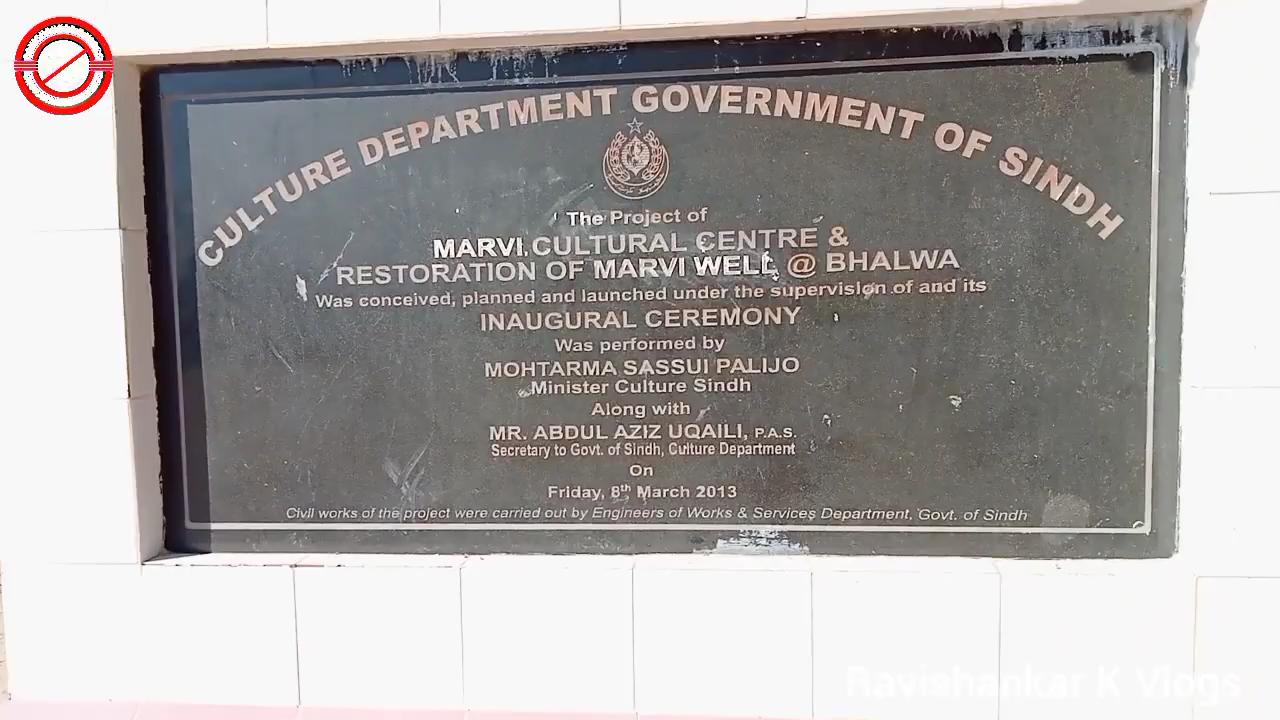 CULTURE DEPARTMENT GOVERNMENT OF SINDH
The Project of
MARVI CULTURAL CENTRE &
RESTORATION OF MARVI WELL @ BHALWA
Was conceived, planned and launched under the supervision of and its
INAUGURAL CEREMONY
Was performed by
MOHTARMA SASSUI PALIJO
Minister Culture Sindh
Along with
MR. ABDUL AZIZ UQAILI, P.A.S.
Secretary to Govt. of Sindh, Culture Department
On
Friday, 8th March 2013
Civil works of the project were carried out by Engineers of Works & Services Department, Govt. of Sindh
Ravishankar K Vlogs